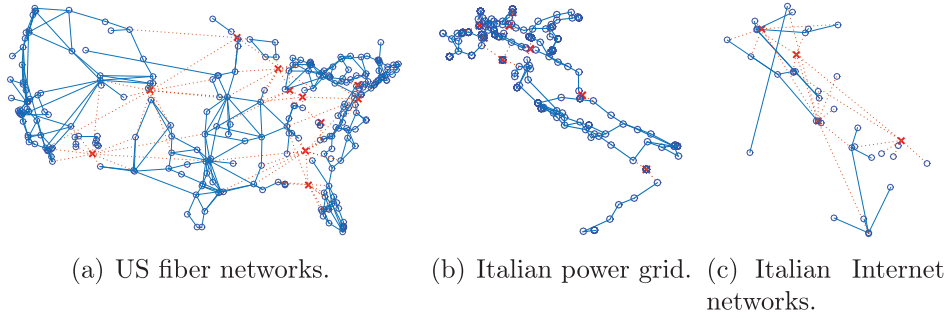 (a) US fiber networks.
(b) Italian power grid.
(c) Italian Internet
networks.